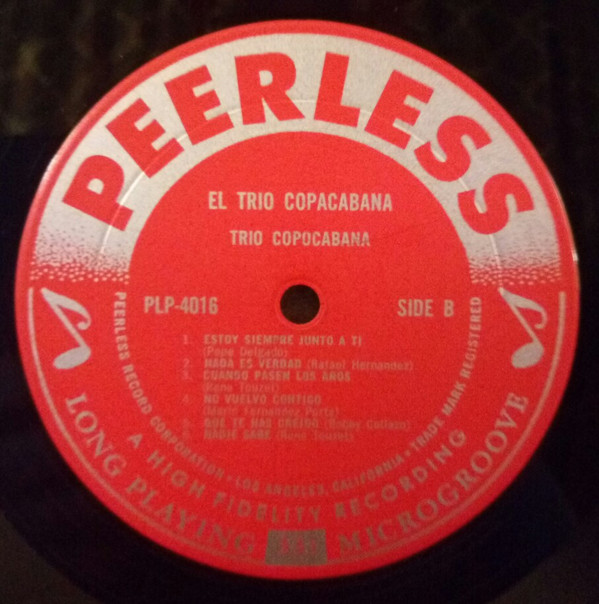 PEERLESS
EL TRIO COPACABANA
TRIO COPOCABANA
PLP-4016
SIDE B
1. ESTOY SIEMPRE JUNTO A TI
(Pepe Delgado)
2. NADA ES VERDAD (Rafael Hernandez)
3. CUANDO PASEN LOS AÑOS
(Rene Touzet)
4. NO VUELVO CONTIGO
(Mario Fernandez Porta)
5. QUE TE HAS CREIDO (Bobby Collazo)
6. NADIE SABE (Rene Touzet)
PEERLESS RECORD CORPORATION • LOS ANGELES, CALIFORNIA • TRADE MARK REGISTERED
A HIGH FIDELITY RECORDING
LONG PLAYING
MICROGROOVE